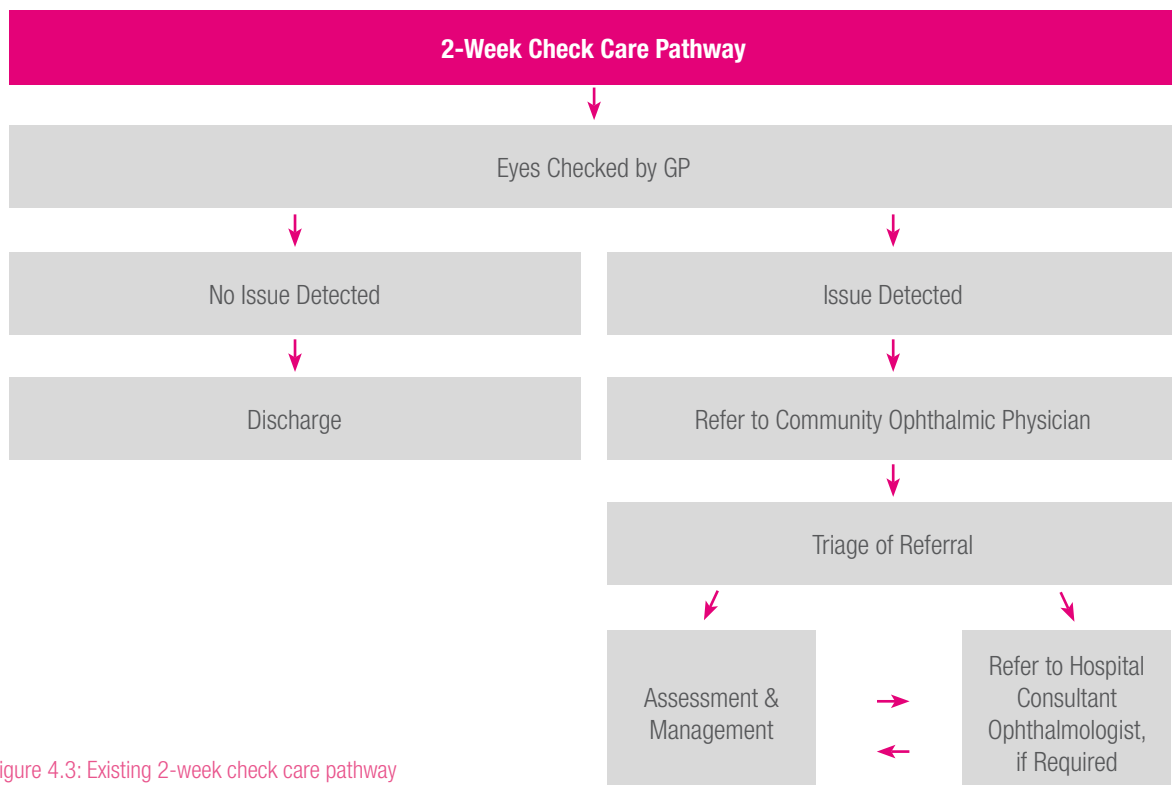 2-Week Check Care Pathway
Eyes Checked by GP
No Issue Detected
Issue Detected
Discharge
Refer to Community Ophthalmic Physician
Triage of Referral
Assessment &
Management
Refer to Hospital
Consultant
Ophthalmologist,
if Required
igure 4.3: Existing 2-week check care pathway